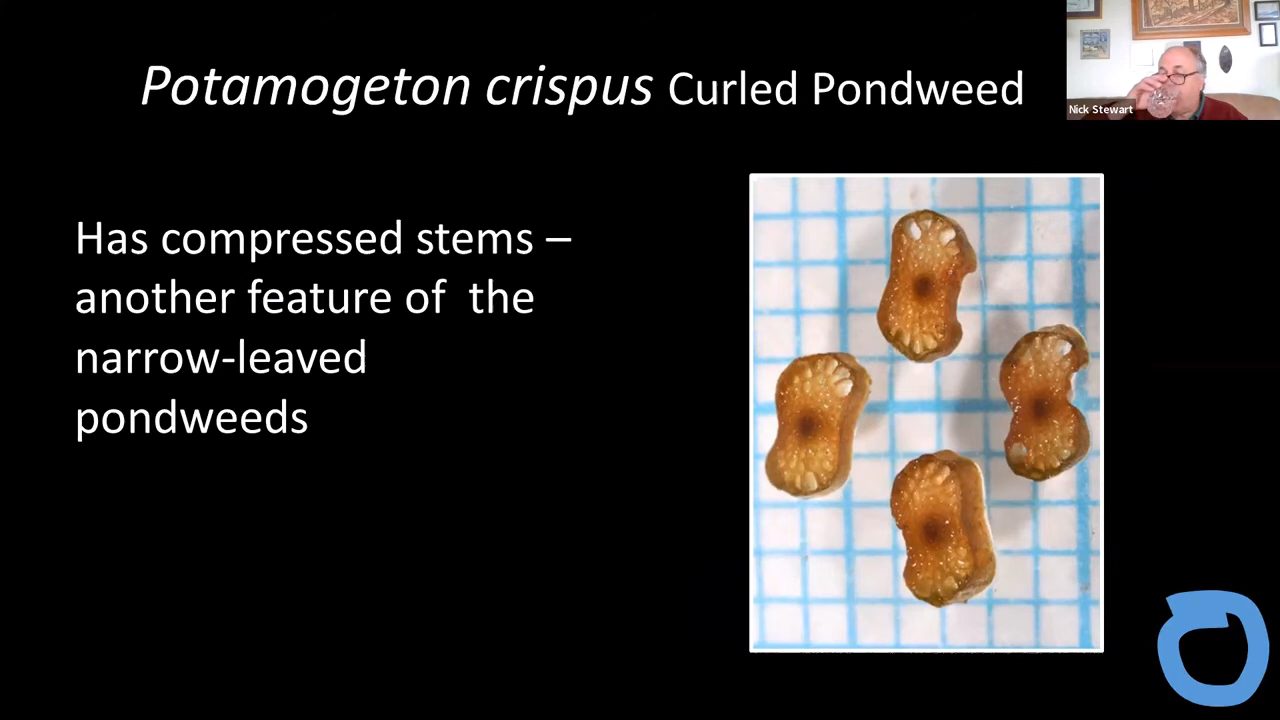 Potamogeton crispus Curled Pondweed
Nick Stewart
Has compressed stems –
another feature of  the
narrow-leaved
pondweeds